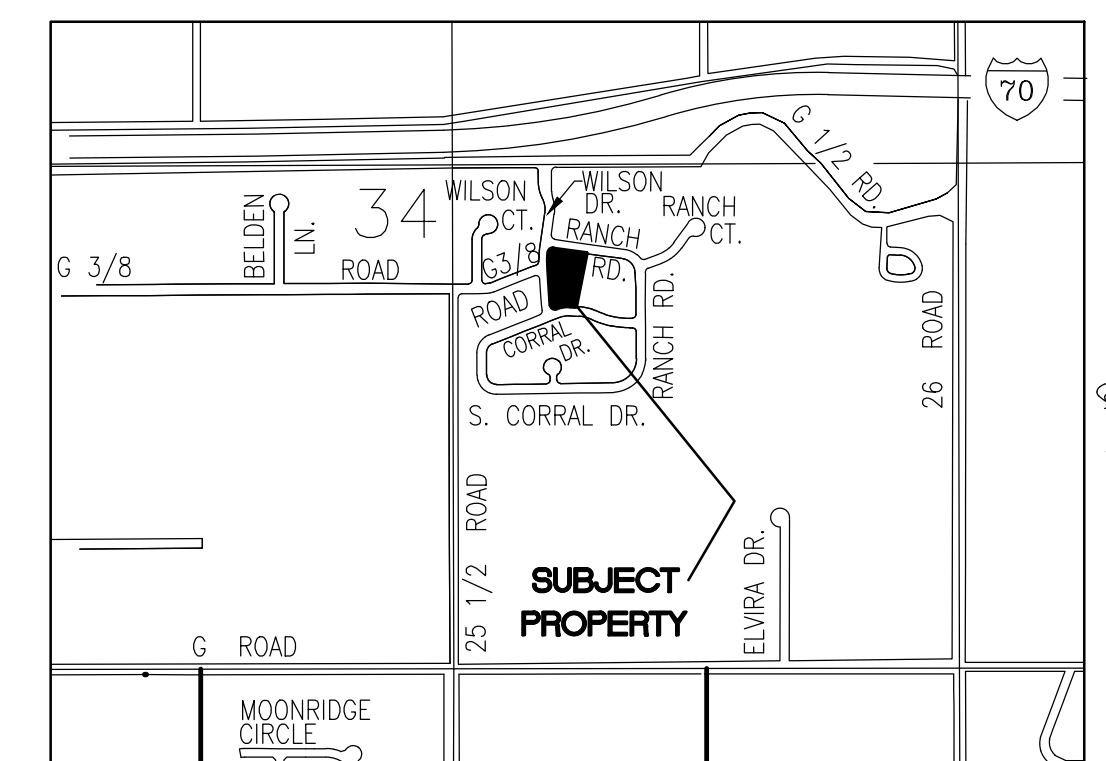 70
G 1/2 RD.
BELDEN
LN.
34
WILSON
CT.
WILSON
DR.
RANCH
CT.
RANCH
RD.
G 3/8
ROAD
G3/8
ROAD
RANCH RD.
CORRAL
DR.
S. CORRAL DR.
26 ROAD
25 1/2 ROAD
SUBJECT
PROPERTY
ELVIRA DR.
G ROAD
MOONRIDGE
CIRCLE